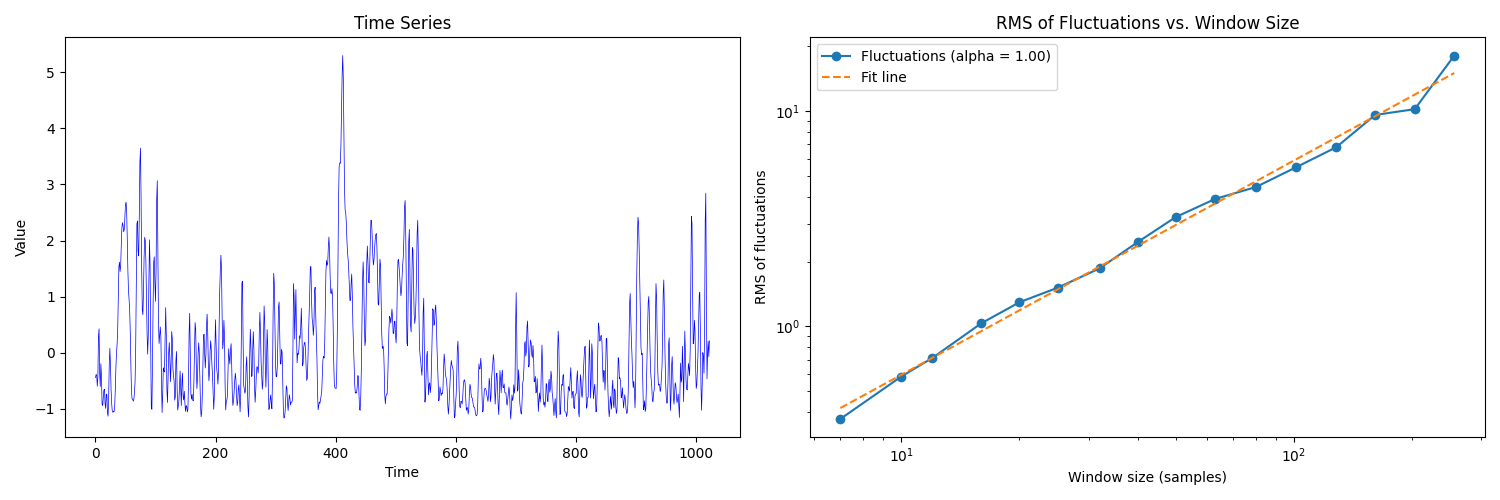 Time Series
5
4
3
2
1
0
−1
Value
0
200
400
600
800
1000
Time
RMS of Fluctuations vs. Window Size
Fluctuations (alpha = 1.00)
Fit line
10¹
10⁰
RMS of fluctuations
10¹
10²
Window size (samples)